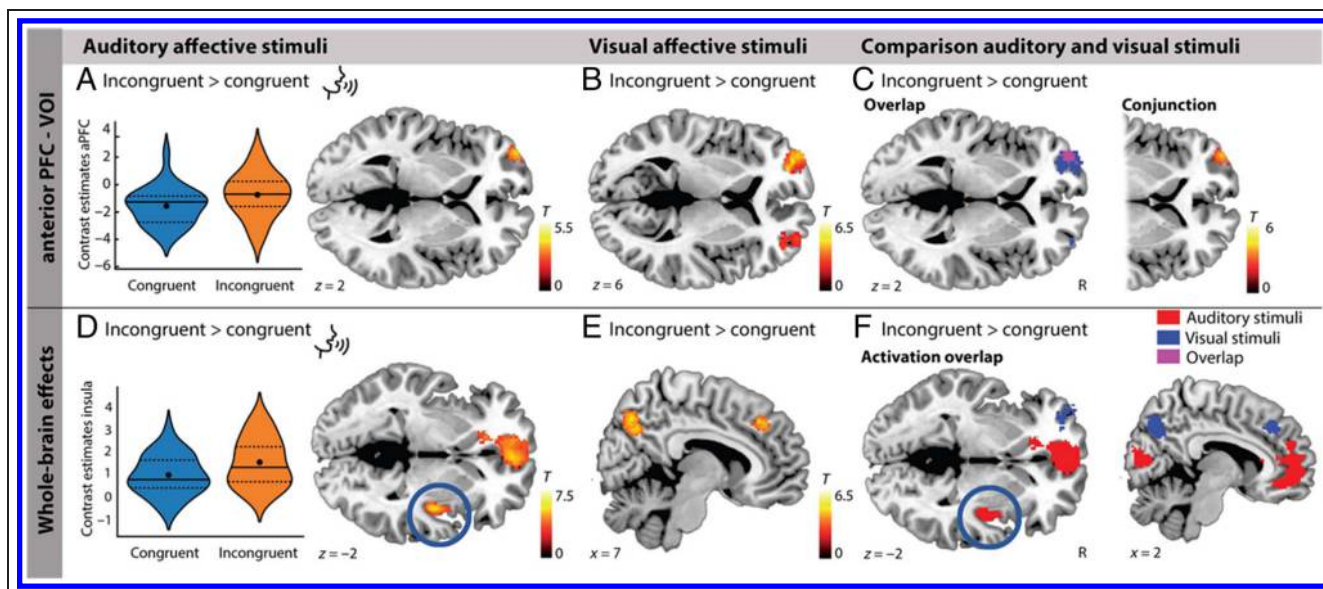 Auditory affective stimuli
Visual affective stimuli
Comparison auditory and visual stimuli
anterior PFC - VOI
A Incongruent > congruent
Contrast estimates aPFC
4
2
0
−2
−4
−6
Congruent
Incongruent
z = 2
T
5.5
0
B Incongruent > congruent
z = 6
T
6.5
0
C Incongruent > congruent
Overlap
Conjunction
z = 2
R
T
6
0
Whole-brain effects
D Incongruent > congruent
Contrast estimates insula
4
3
2
1
0
−1
Congruent
Incongruent
z = −2
T
7.5
0
E Incongruent > congruent
x = 7
T
6.5
0
F Incongruent > congruent
Activation overlap
Auditory stimuli
Visual stimuli
Overlap
z = −2
R
x = 2